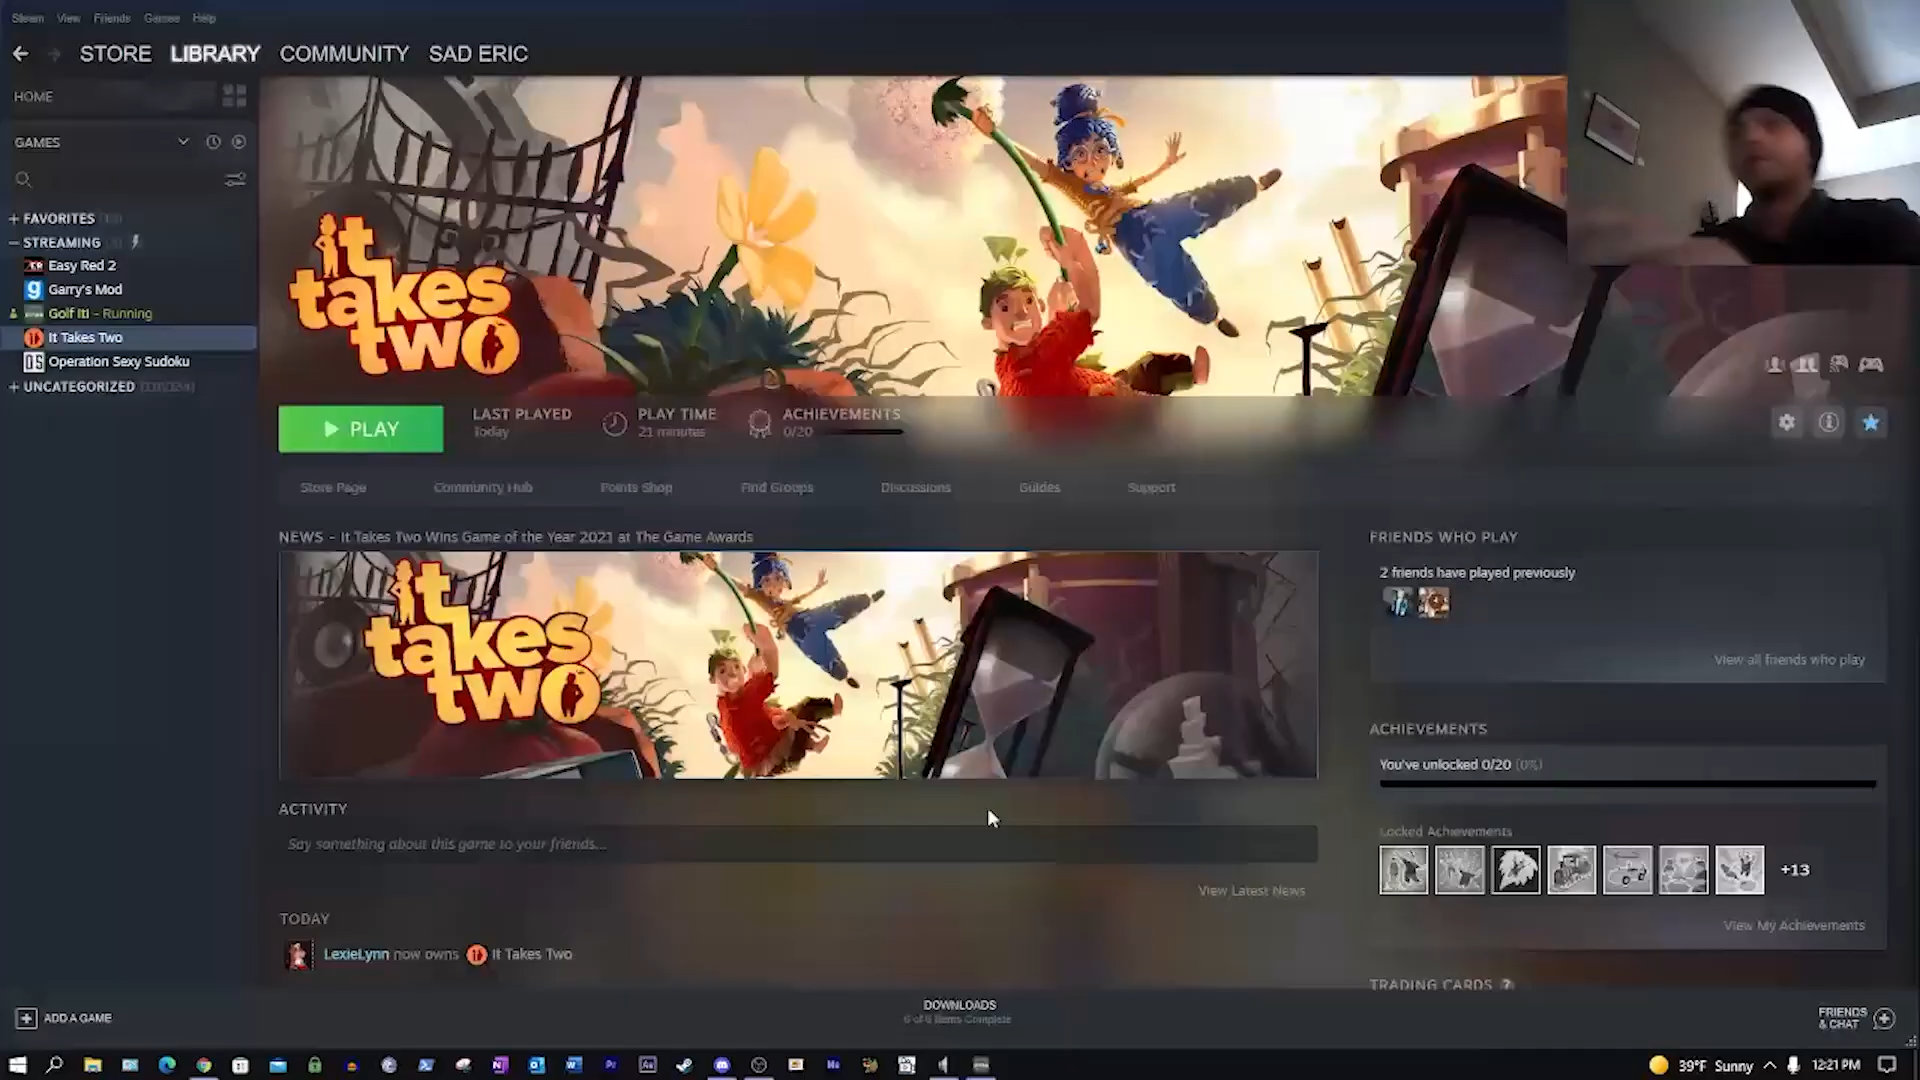 Steam View Friends Games Help
STORE LIBRARY COMMUNITY SAD ERIC
HOME
GAMES
+ FAVORITES
− STREAMING
Easy Red 2
Garry's Mod
Golf It! - Running
It Takes Two
Operation Sexy Sudoku
+ UNCATEGORIZED
it takes two
PLAY
LAST PLAYED
Today
PLAY TIME
21 minutes
ACHIEVEMENTS
0/20
Store Page Community Hub Points Shop Find Groups Discussions Guides Support
NEWS - It Takes Two Wins Game of the Year 2021 at The Game Awards
it takes two
ACTIVITY
Say something about this game to your friends...
View Latest News
TODAY
LexieLynn now owns It Takes Two
FRIENDS WHO PLAY
2 friends have played previously
View all friends who play
ACHIEVEMENTS
You've unlocked 0/20 (0%)
Locked Achievements
+13
View My Achievements
TRADING CARDS ?
ADD A GAME
DOWNLOADS
6 of 6 Items Complete
FRIENDS & CHAT
39°F Sunny 12:21 PM